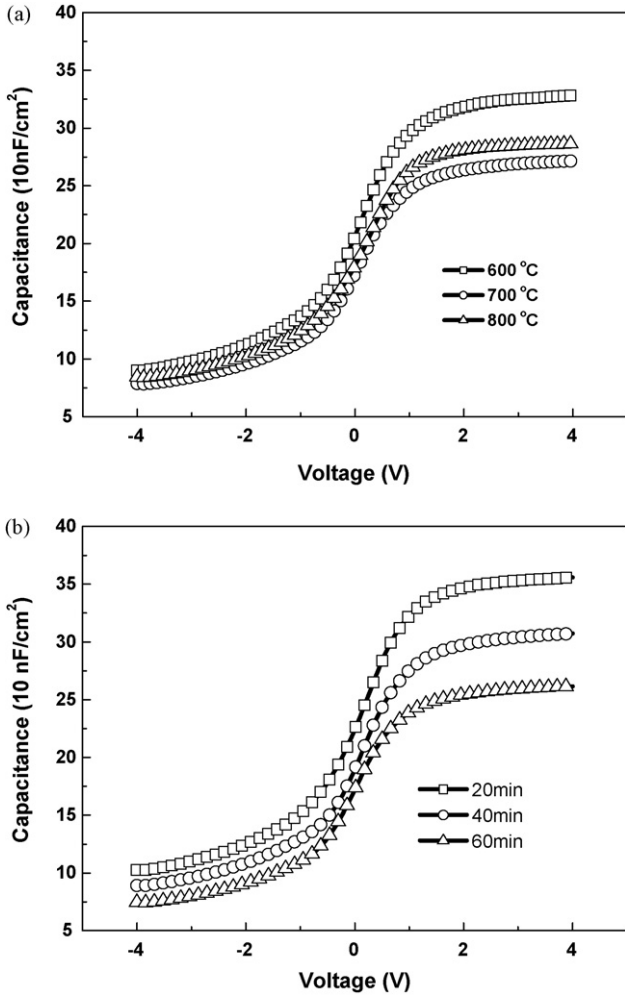 (a)
40
35
30
25
20
15
10
5
Capacitance (10nF/cm²)
600 °C
700 °C
800 °C
-4 -2 0 2 4
Voltage (V)
(b)
40
35
30
25
20
15
10
5
Capacitance (10 nF/cm²)
20min
40min
60min
-4 -2 0 2 4
Voltage (V)